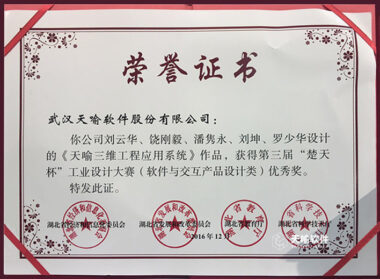 荣誉证书
武汉天喻软件股份有限公司：
你公司刘云华、饶刚毅、潘隽永、刘坤、罗少华设计
的《天喻三维工程应用系统》作品，获得第三届“楚天
杯”工业设计大赛（软件与交互产品设计类）优秀奖。
特发此证。
2016年12月
天喻软件